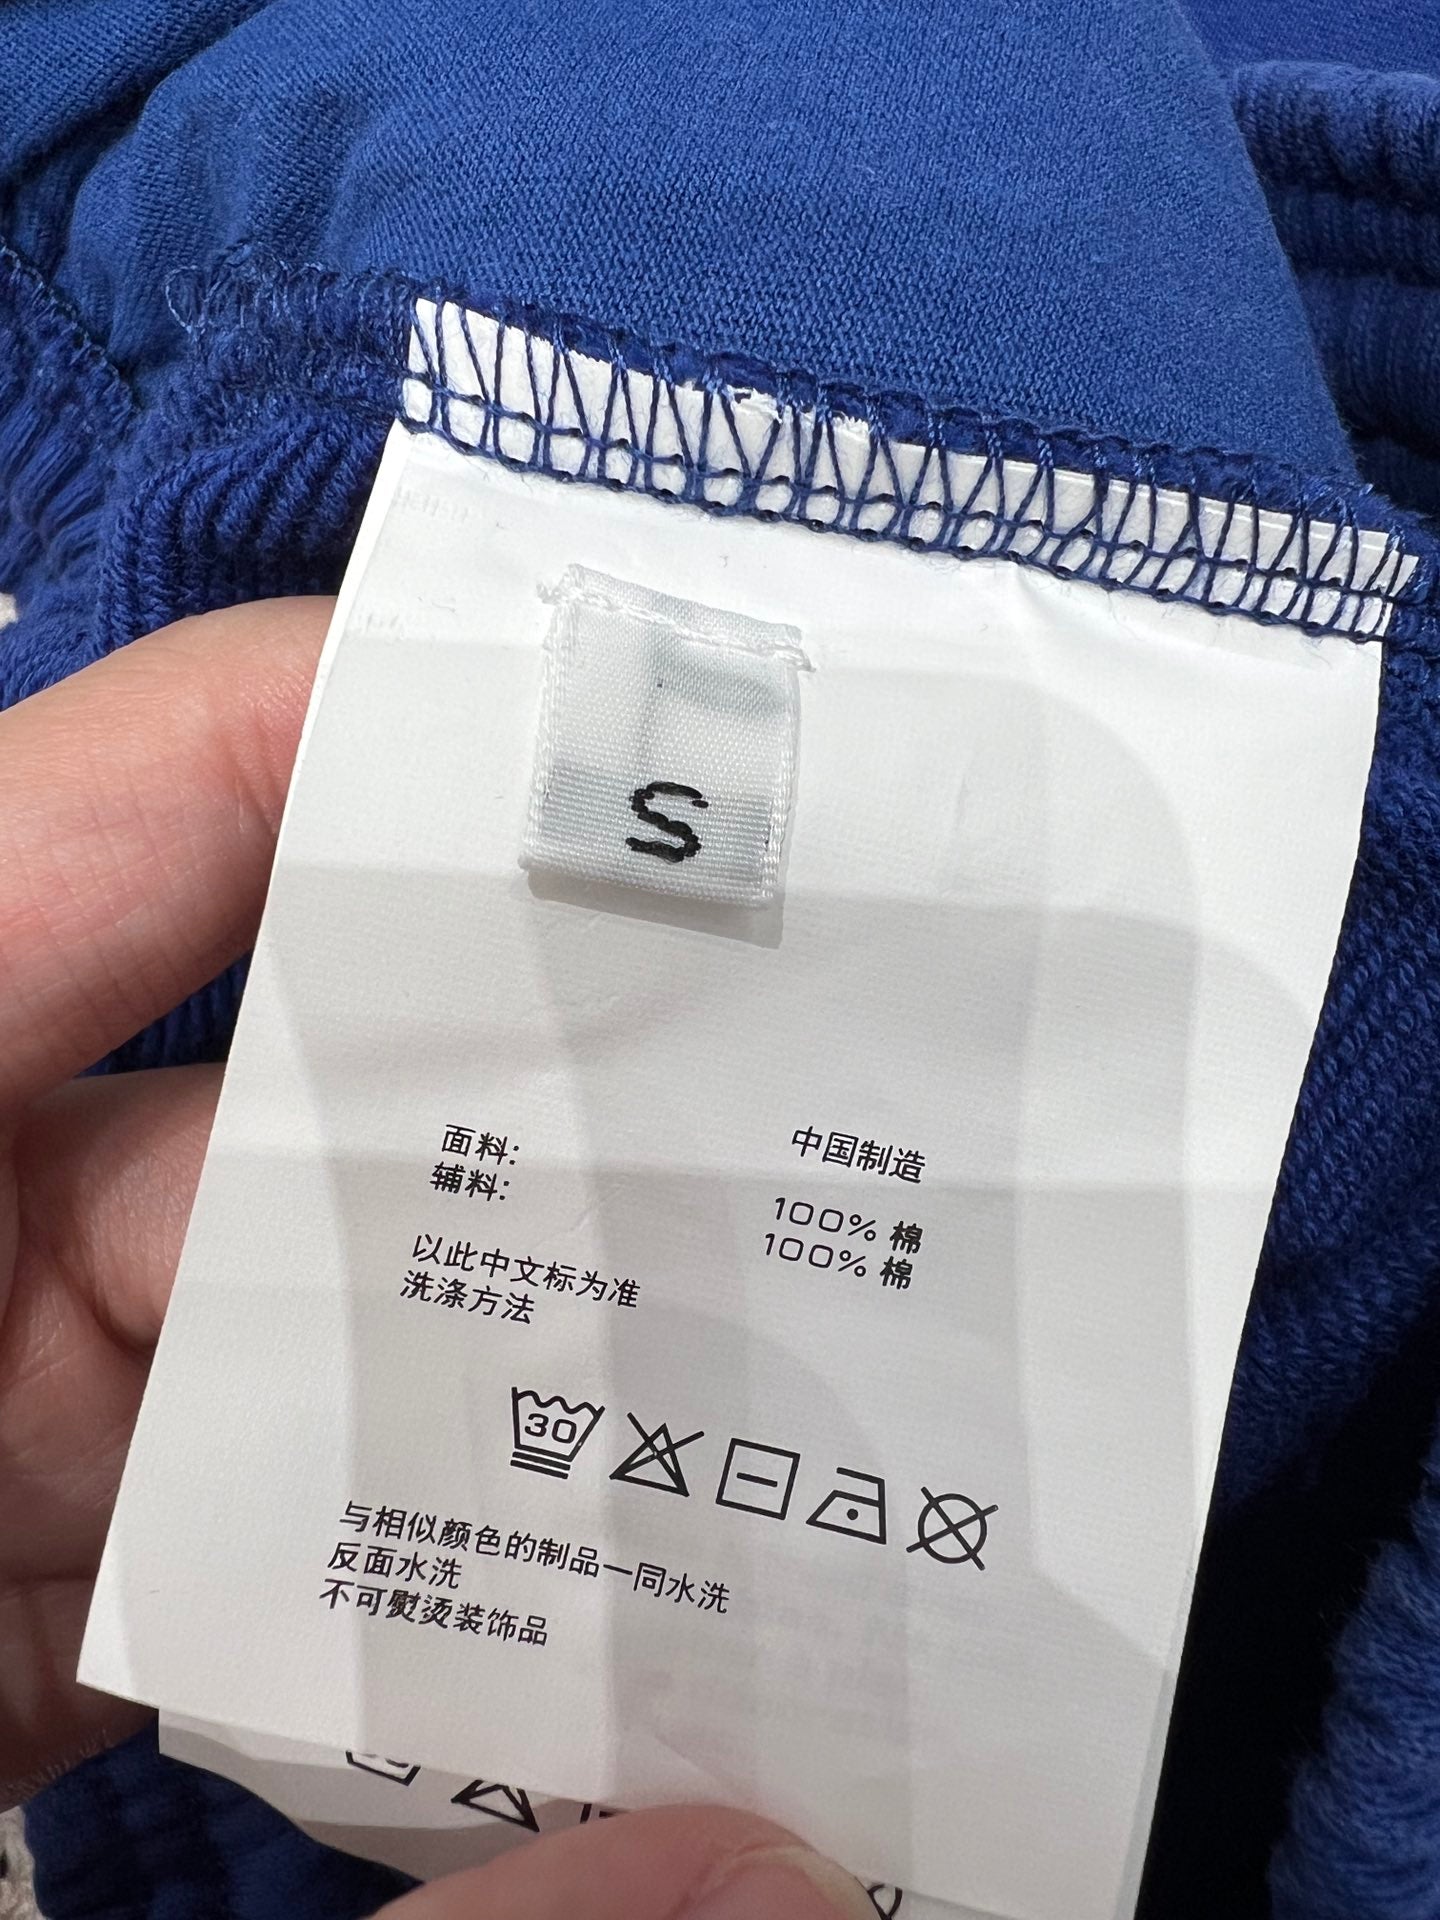 S
中国制造
面料: 100% 棉
辅料: 100% 棉
以此中文标为准
洗涤方法
30
与相似颜色的制品一同水洗
反面水洗
不可熨烫装饰品